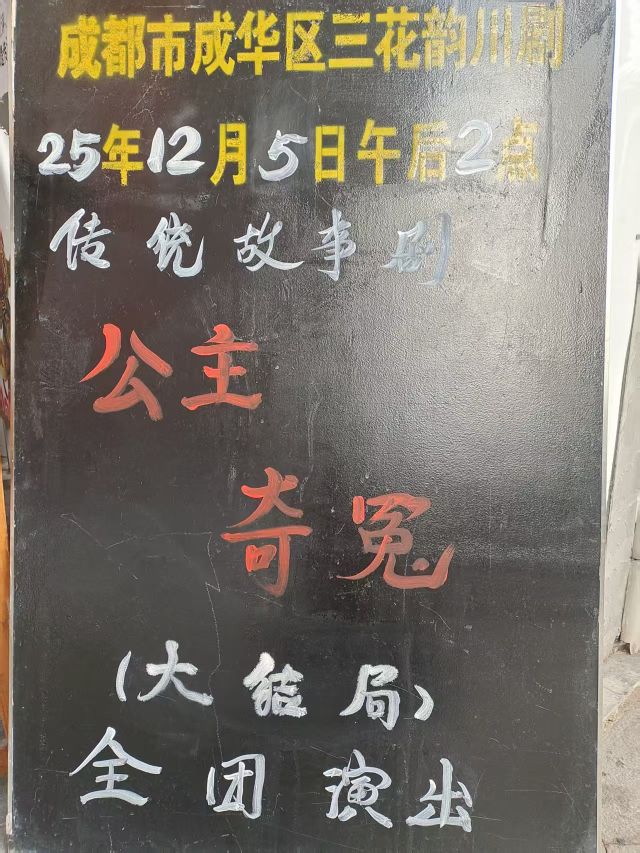 成都市成华区三花韵川剧
25年12月5日午后2点
传统故事剧
公主
奇冤
(大结局)
全团演出